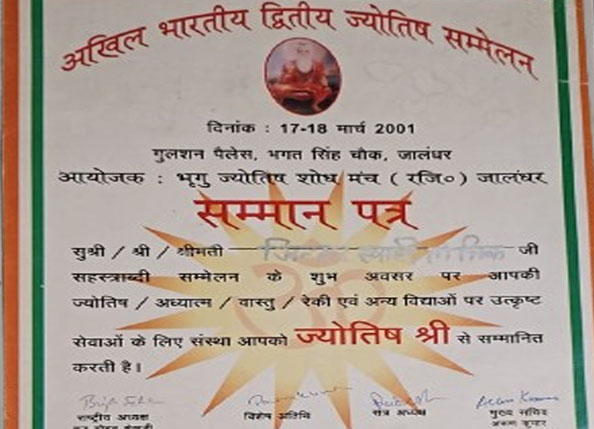 अखिल भारतीय द्वितीय ज्योतिष सम्मेलन
दिनांक : 17-18 मार्च 2001
गुलशन पैलेस, भगत सिंह चौक, जालंधर
आयोजक : भृगु ज्योतिष शोध मंच ( रजि० ) जालंधर
सम्मान पत्र
सुश्री / श्री / श्रीमती जी
सहस्त्राब्दी सम्मेलन के शुभ अवसर पर आपकी
ज्योतिष / अध्यात्म / वास्तु / रेकी एवं अन्य विद्याओं पर उत्कृष्ट
सेवाओं के लिए संस्था आपको ज्योतिष श्री से सम्मानित
करती है।
राष्ट्रीय अध्यक्ष विशेष अतिथि सत्र अध्यक्ष मुख्य सचिव
अरूण कुमार